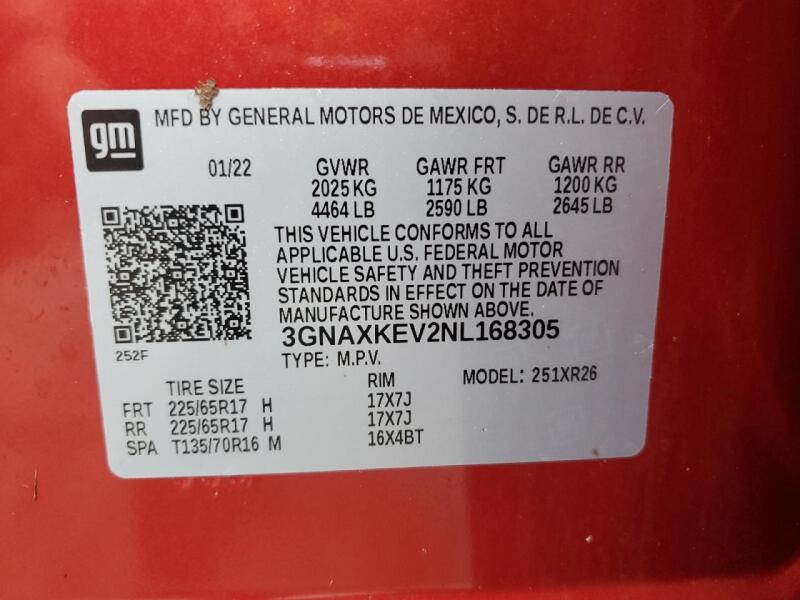 gm
MFD BY GENERAL MOTORS DE MEXICO, S. DE R.L. DE C.V.
01/22 GVWR GAWR FRT GAWR RR
2025 KG 1175 KG 1200 KG
4464 LB 2590 LB 2645 LB
THIS VEHICLE CONFORMS TO ALL
APPLICABLE U.S. FEDERAL MOTOR
VEHICLE SAFETY AND THEFT PREVENTION
STANDARDS IN EFFECT ON THE DATE OF
MANUFACTURE SHOWN ABOVE.
3GNAXKEV2NL168305
252F
TYPE: M.P.V. MODEL: 251XR26
TIRE SIZE RIM
FRT 225/65R17 H 17X7J
RR 225/65R17 H 17X7J
SPA T135/70R16 M 16X4BT